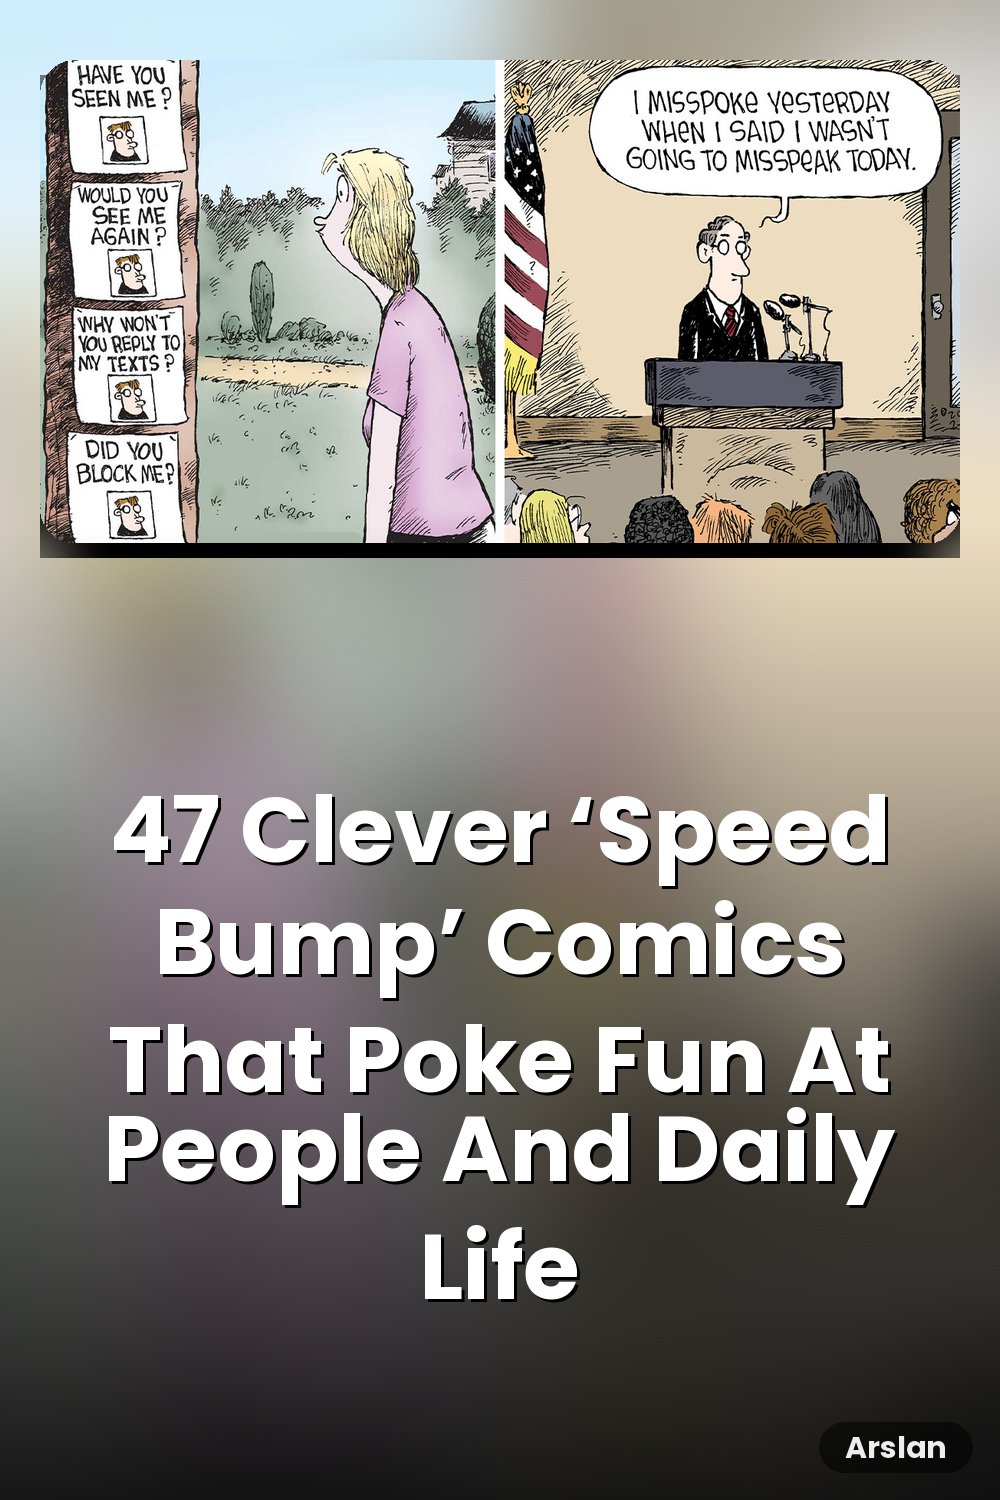 HAVE YOU
SEEN ME?
WOULD YOU
SEE ME
AGAIN?
WHY WON'T
YOU REPLY TO
MY TEXTS?
DID YOU
BLOCK ME?
I MISSPOKE YESTERDAY
WHEN I SAID I WASN'T
GOING TO MISSPEAK TODAY.
47 Clever ‘Speed
Bump’ Comics
That Poke Fun At
People And Daily
Life
Arslan